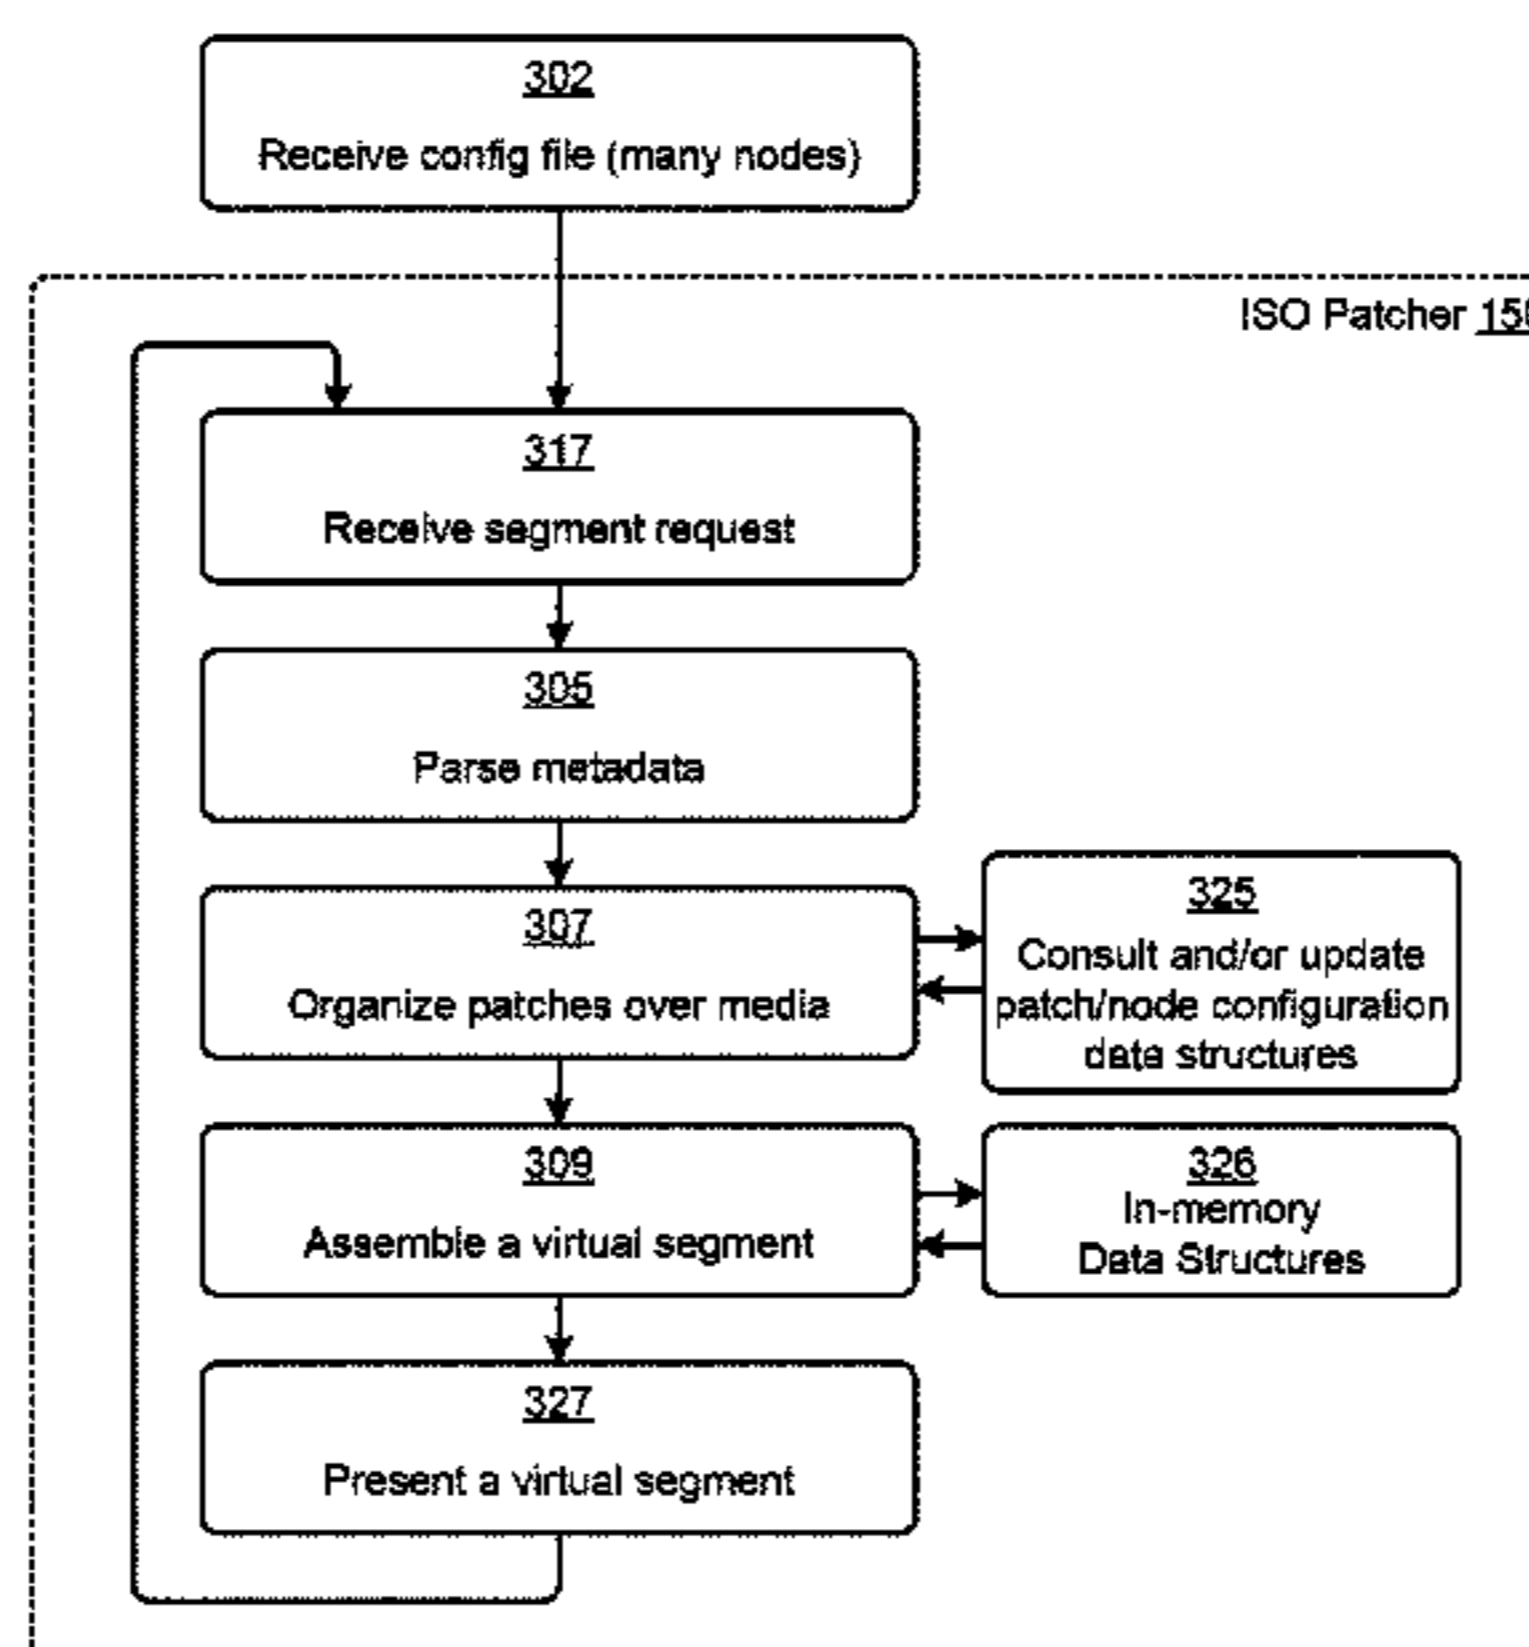 302
Receive config file (many nodes)
ISO Patcher
317
Receive segment request
305
Parse metadata
307
Organize patches over media
325
Consult and/or update
patch/node configuration
data structures
309
Assemble a virtual segment
326
In-memory
Data Structures
327
Present a virtual segment